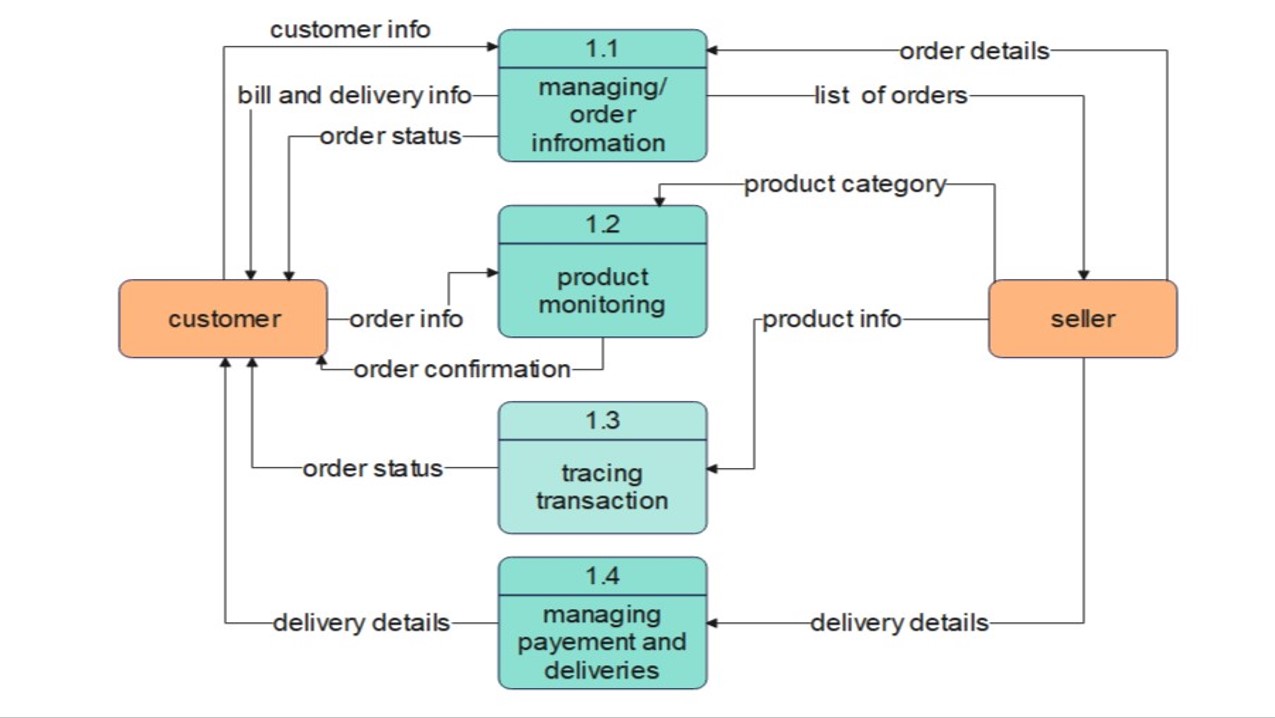 customer info
1.1
order details
managing/
order
infromation
bill and delivery info
list of orders
order status
product category
1.2
product
monitoring
customer
order info
product info
seller
order confirmation
1.3
tracing
transaction
order status
1.4
managing
payement and
deliveries
delivery details
delivery details